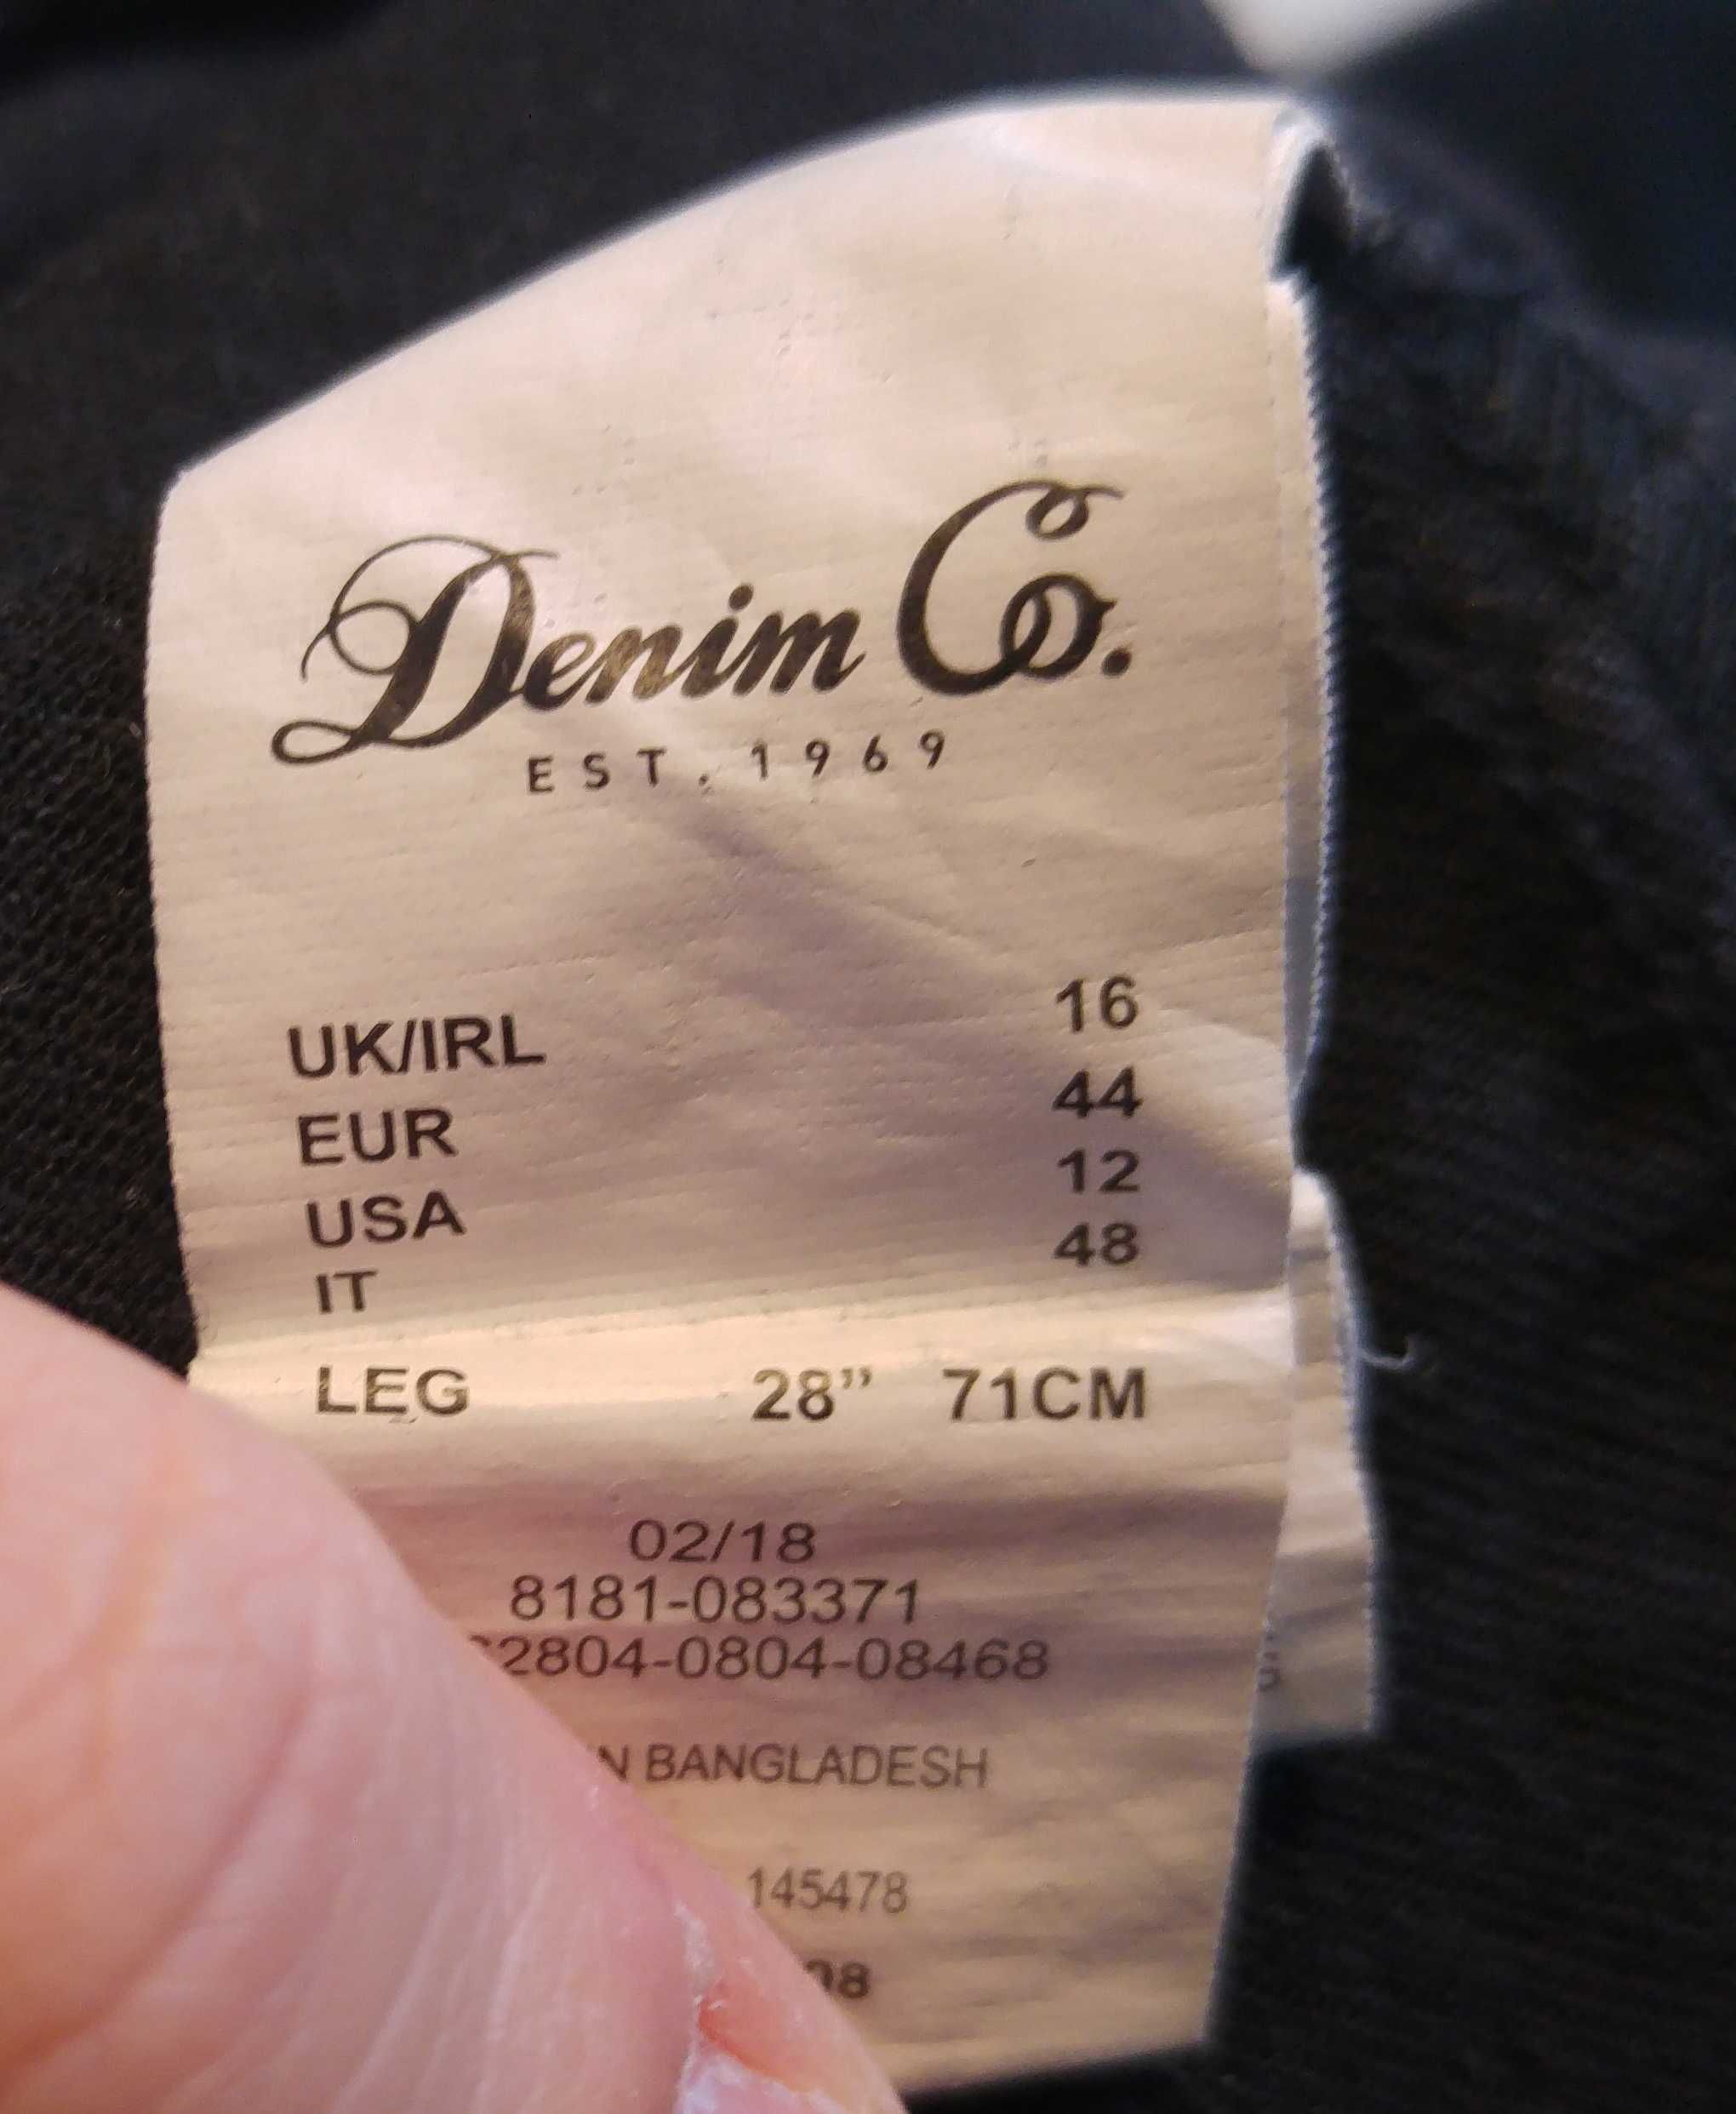 Denim Co.
EST. 1969
UK/IRL 16
EUR 44
USA 12
IT 48
LEG 28” 71CM
02/18
8181-083371
2804-0804-08468
BANGLADESH
145478